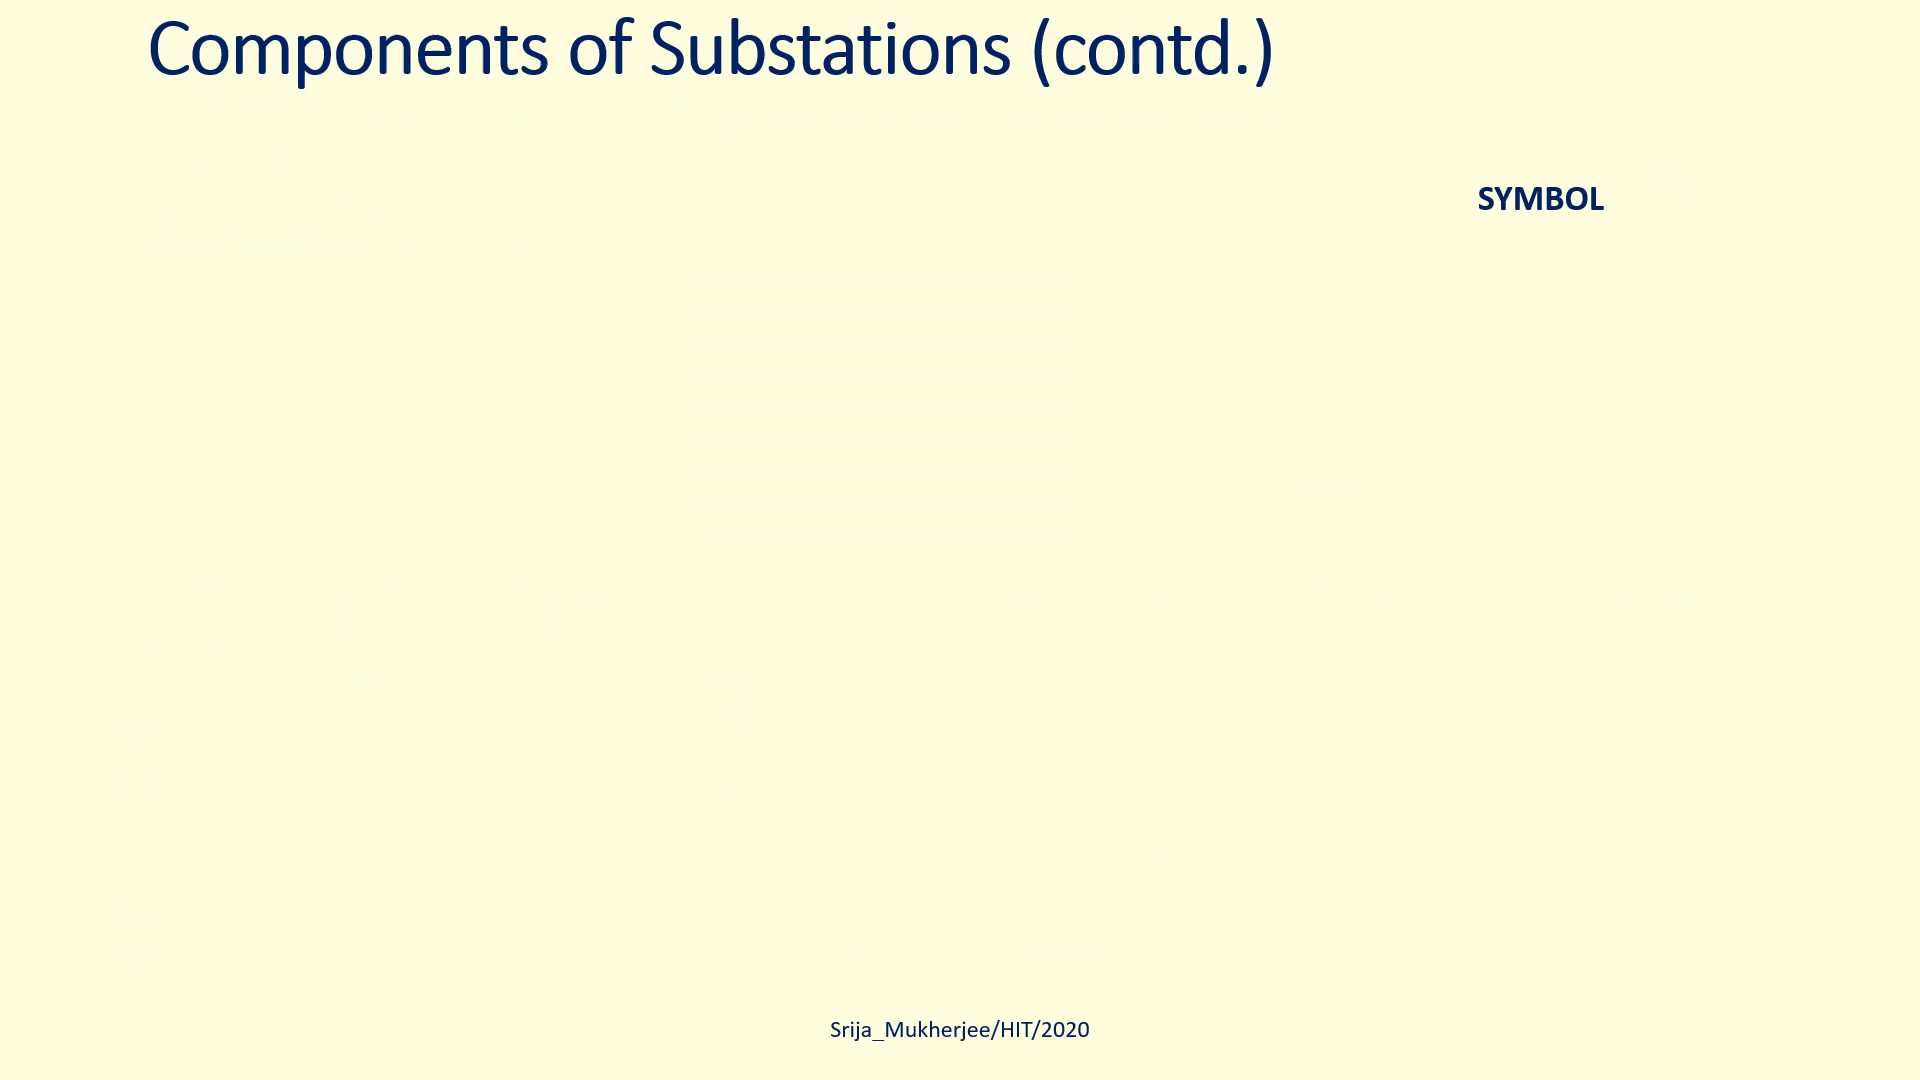 Components of Substations (contd.)
SYMBOL
Srija_Mukherjee/HIT/2020